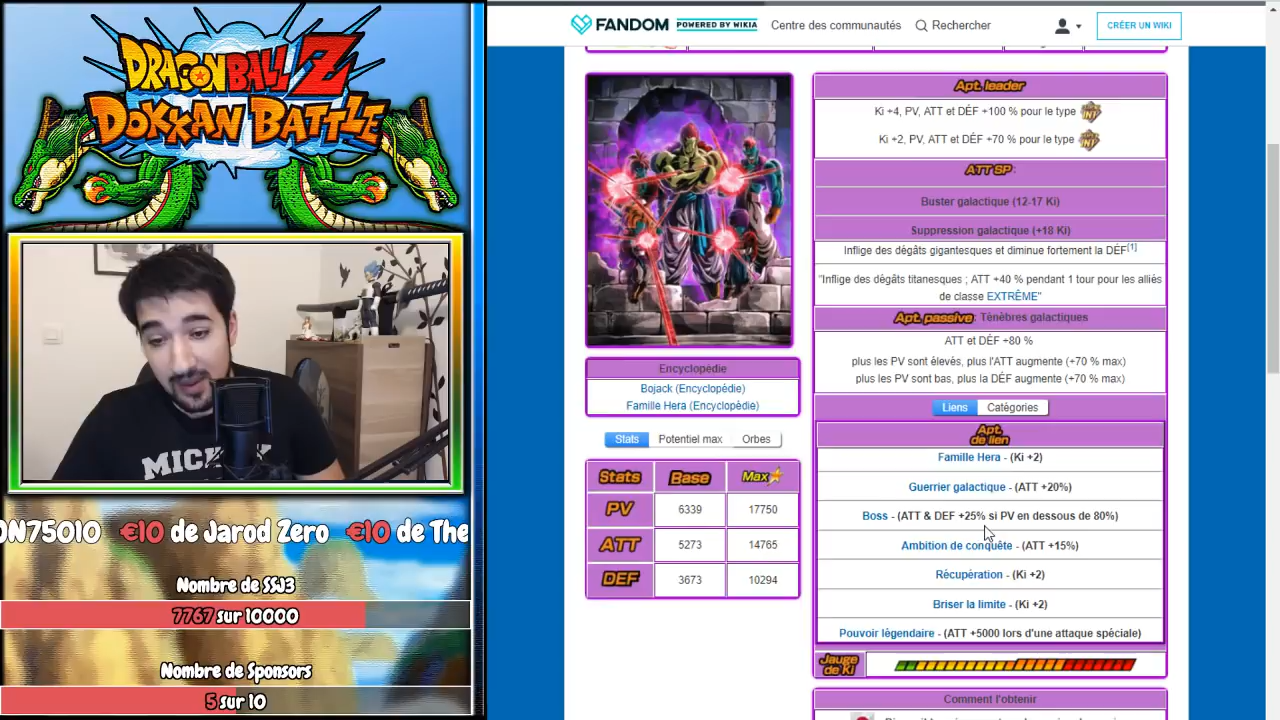 DRAGON BALL Z
DOKKAN BATTLE
MICK
ON75010 €10 de Jarod Zero €10 de The
Nombre de SSJ3
7767 sur 10000
Nombre de Sponsors
5 sur 10
FANDOM POWERED BY WIKIA Centre des communautés Rechercher CRÉER UN WIKI
Apt. leader
Ki +4, PV, ATT et DÉF +100 % pour le type INT
Ki +2, PV, ATT et DÉF +70 % pour le type INT
ATT SP:
Buster galactique (12-17 Ki)
Suppression galactique (+18 Ki)
Inflige des dégâts gigantesques et diminue fortement la DÉF[1]
"Inflige des dégâts titanesques ; ATT +40 % pendant 1 tour pour les alliés
de classe EXTRÊME"
Apt. passive: Ténèbres galactiques
ATT et DÉF +80 %
plus les PV sont élevés, plus l'ATT augmente (+70 % max)
plus les PV sont bas, plus la DÉF augmente (+70 % max)
Liens Catégories
Apt. de lien
Famille Hera - (Ki +2)
Guerrier galactique - (ATT +20%)
Boss - (ATT & DEF +25% si PV en dessous de 80%)
Ambition de conquête - (ATT +15%)
Récupération - (Ki +2)
Briser la limite - (Ki +2)
Pouvoir légendaire - (ATT +5000 lors d'une attaque spéciale)
Jauge de Ki
Comment l'obtenir
Encyclopédie
Bojack (Encyclopédie)
Famille Hera (Encyclopédie)
Stats Potentiel max Orbes
Stats Base Max
PV 6339 17750
ATT 5273 14765
DEF 3673 10294